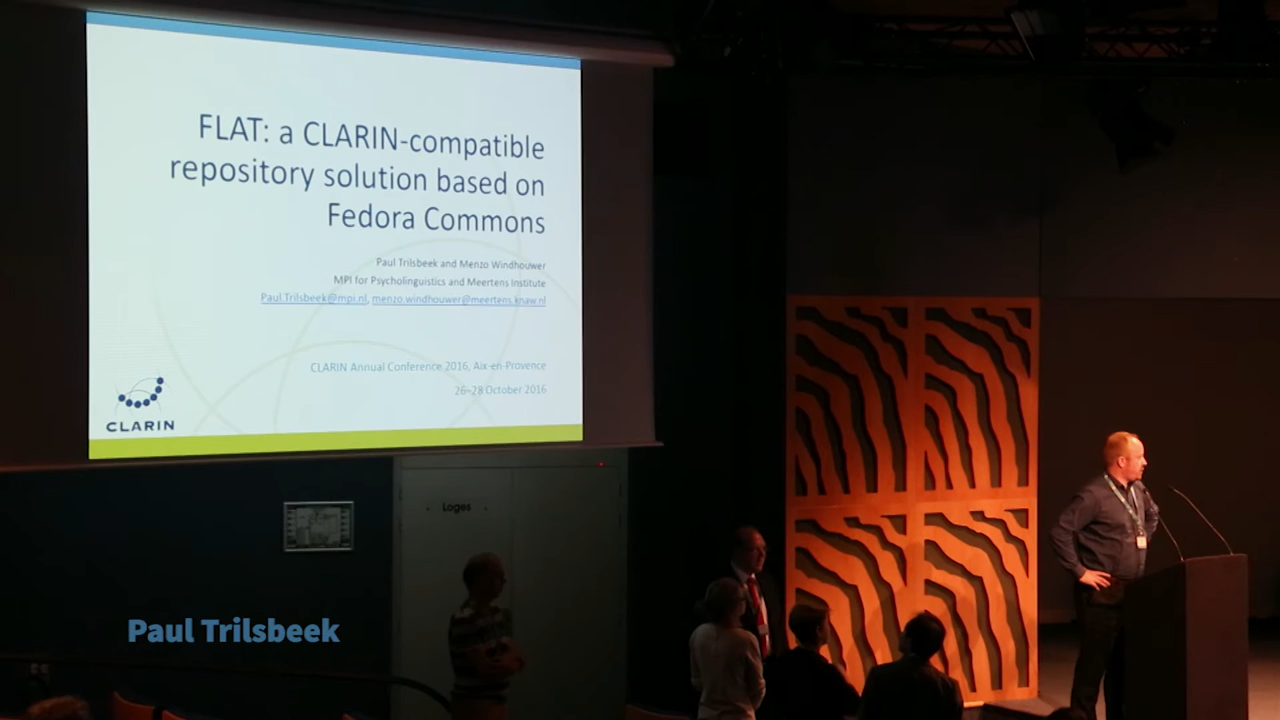 FLAT: a CLARIN-compatible
repository solution based on
Fedora Commons
Paul Trilsbeek and Menzo Windhouwer
MPI for Psycholinguistics and Meertens Institute
Paul.Trilsbeek@mpi.nl, menzo.windhouwer@meertens.knaw.nl
CLARIN Annual Conference 2016, Aix-en-Provence
26-28 October 2016
CLARIN
Loges
Paul Trilsbeek